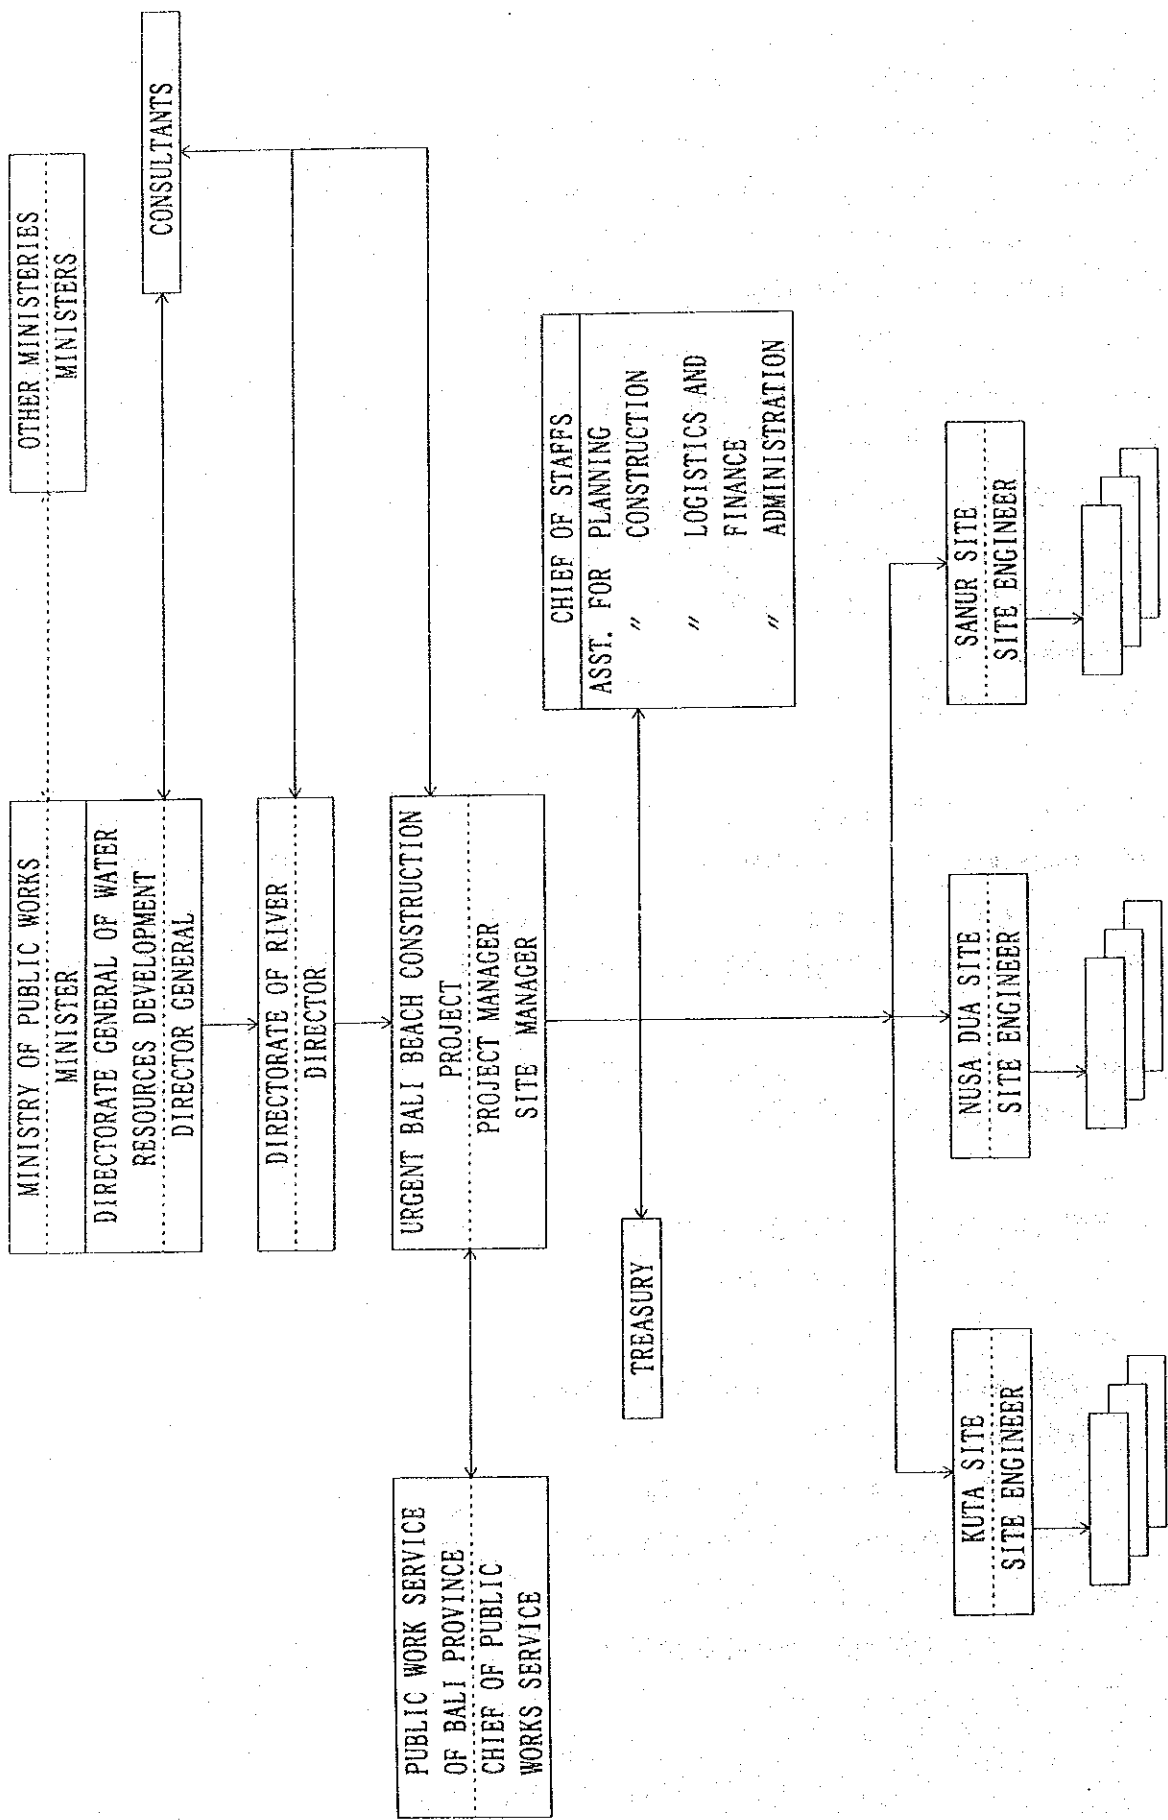 MINISTRY OF PUBLIC WORKS
MINISTER
DIRECTORATE GENERAL OF WATER
RESOURCES DEVELOPMENT
DIRECTOR GENERAL
OTHER MINISTERIES
MINISTERS
CONSULTANTS
DIRECTORATE OF RIVER
DIRECTOR
PUBLIC WORK SERVICE
OF BALI PROVINCE
CHIEF OF PUBLIC
WORKS SERVICE
URGENT BALI BEACH CONSTRUCTION
PROJECT
PROJECT MANAGER
SITE MANAGER
TREASURY
CHIEF OF STAFFS
ASST. FOR PLANNING
〃 CONSTRUCTION
〃 LOGISTICS AND
FINANCE
〃 ADMINISTRATION
KUTA SITE
SITE ENGINEER
NUSA DUA SITE
SITE ENGINEER
SANUR SITE
SITE ENGINEER